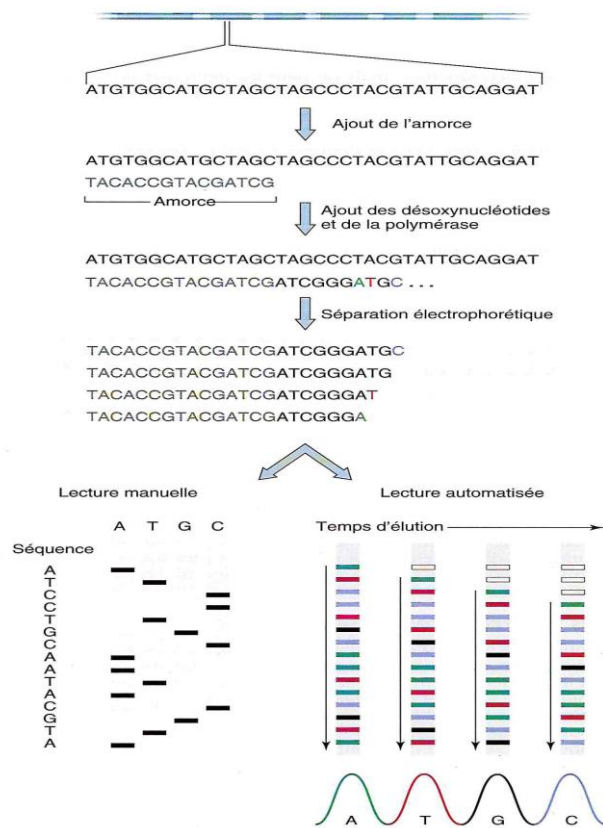 ATGTGGCATGCTAGCTAGCCCTACGTATTGCAGGAT
Ajout de l'amorce
ATGTGGCATGCTAGCTAGCCCTACGTATTGCAGGAT
TACACCGTACGATCG
Amorce
Ajout des désoxynucléotides
et de la polymérase
ATGTGGCATGCTAGCTAGCCCTACGTATTGCAGGAT
TACACCGTACGATCGATCGGGATGC ...
Séparation électrophorétique
TACACCGTACGATCGATCGGGATGC
TACACCGTACGATCGATCGGGATG
TACACCGTACGATCGATCGGGAT
TACACCGTACGATCGATCGGGA
Lecture manuelle
A T G C
Séquence
A
T
C
C
T
G
C
A
A
T
A
C
G
T
A
Lecture automatisée
Temps d'élution
A T G C